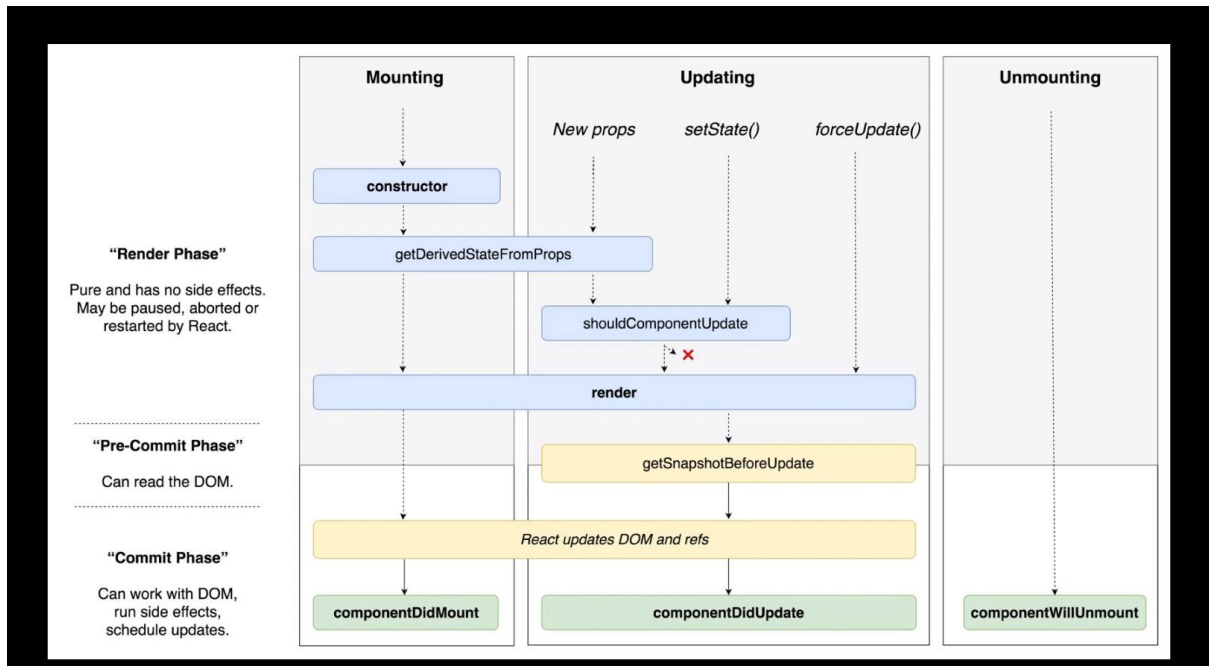 Mounting
Updating
Unmounting
New props
setState()
forceUpdate()
constructor
“Render Phase”
getDerivedStateFromProps
Pure and has no side effects.
May be paused, aborted or
restarted by React.
shouldComponentUpdate
render
“Pre-Commit Phase”
Can read the DOM.
getSnapshotBeforeUpdate
React updates DOM and refs
“Commit Phase”
Can work with DOM,
run side effects,
schedule updates.
componentDidMount
componentDidUpdate
componentWillUnmount